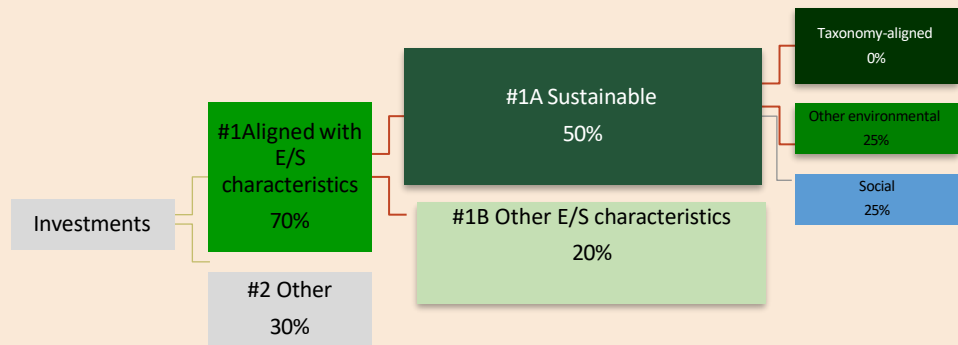 Investments
#1Aligned with
E/S
characteristics
70%
#2 Other
30%
#1A Sustainable
50%
#1B Other E/S characteristics
20%
Taxonomy-aligned
0%
Other environmental
25%
Social
25%